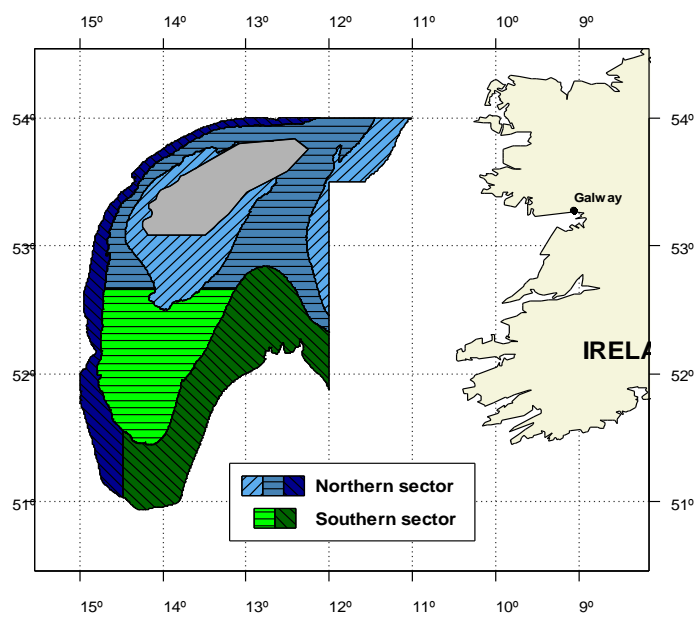 15º 14º 13º 12º 11º 10º 9º
54º 54º
Galway
53º 53º
IRELA
52º 52º
Northern sector
51º 51º
Southern sector
15º 14º 13º 12º 11º 10º 9º